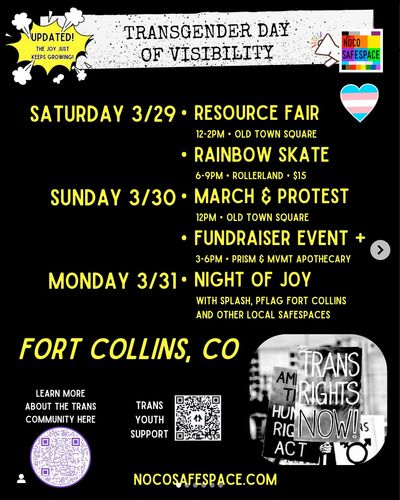 UPDATED!
THE JOY JUST
KEEPS GROWING!
TRANSGENDER DAY
OF VISIBILITY
NOCO
SAFESPACE
SATURDAY 3/29 • RESOURCE FAIR
12-2PM • OLD TOWN SQUARE
• RAINBOW SKATE
6-9PM • ROLLERLAND • $15
SUNDAY 3/30 • MARCH & PROTEST
12PM • OLD TOWN SQUARE
• FUNDRAISER EVENT +
3-6PM • PRISM & MVMT APOTHECARY
MONDAY 3/31 • NIGHT OF JOY
WITH SPLASH, PFLAG FORT COLLINS
AND OTHER LOCAL SAFESPACES
FORT COLLINS, CO
LEARN MORE
ABOUT THE TRANS
COMMUNITY HERE
TRANS
YOUTH
SUPPORT
TRANS
RIGHTS
NOW!
AM
HUM
RIG
ACT
NOCOSAFESPACE.COM